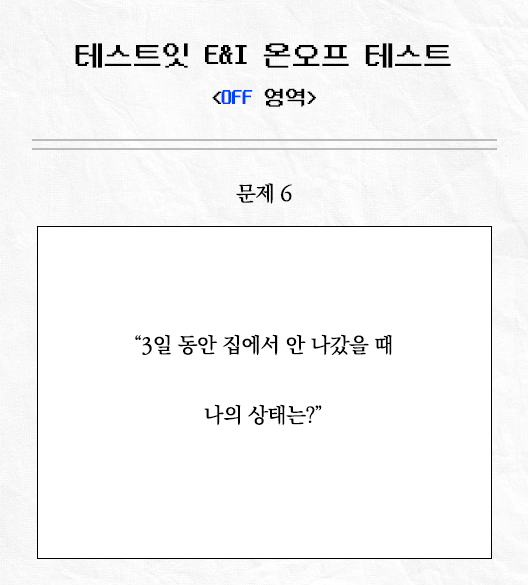 테스트잇 E&I 온오프 테스트
<OFF 영역>
문제 6
“3일 동안 집에서 안 나갔을 때
나의 상태는?”